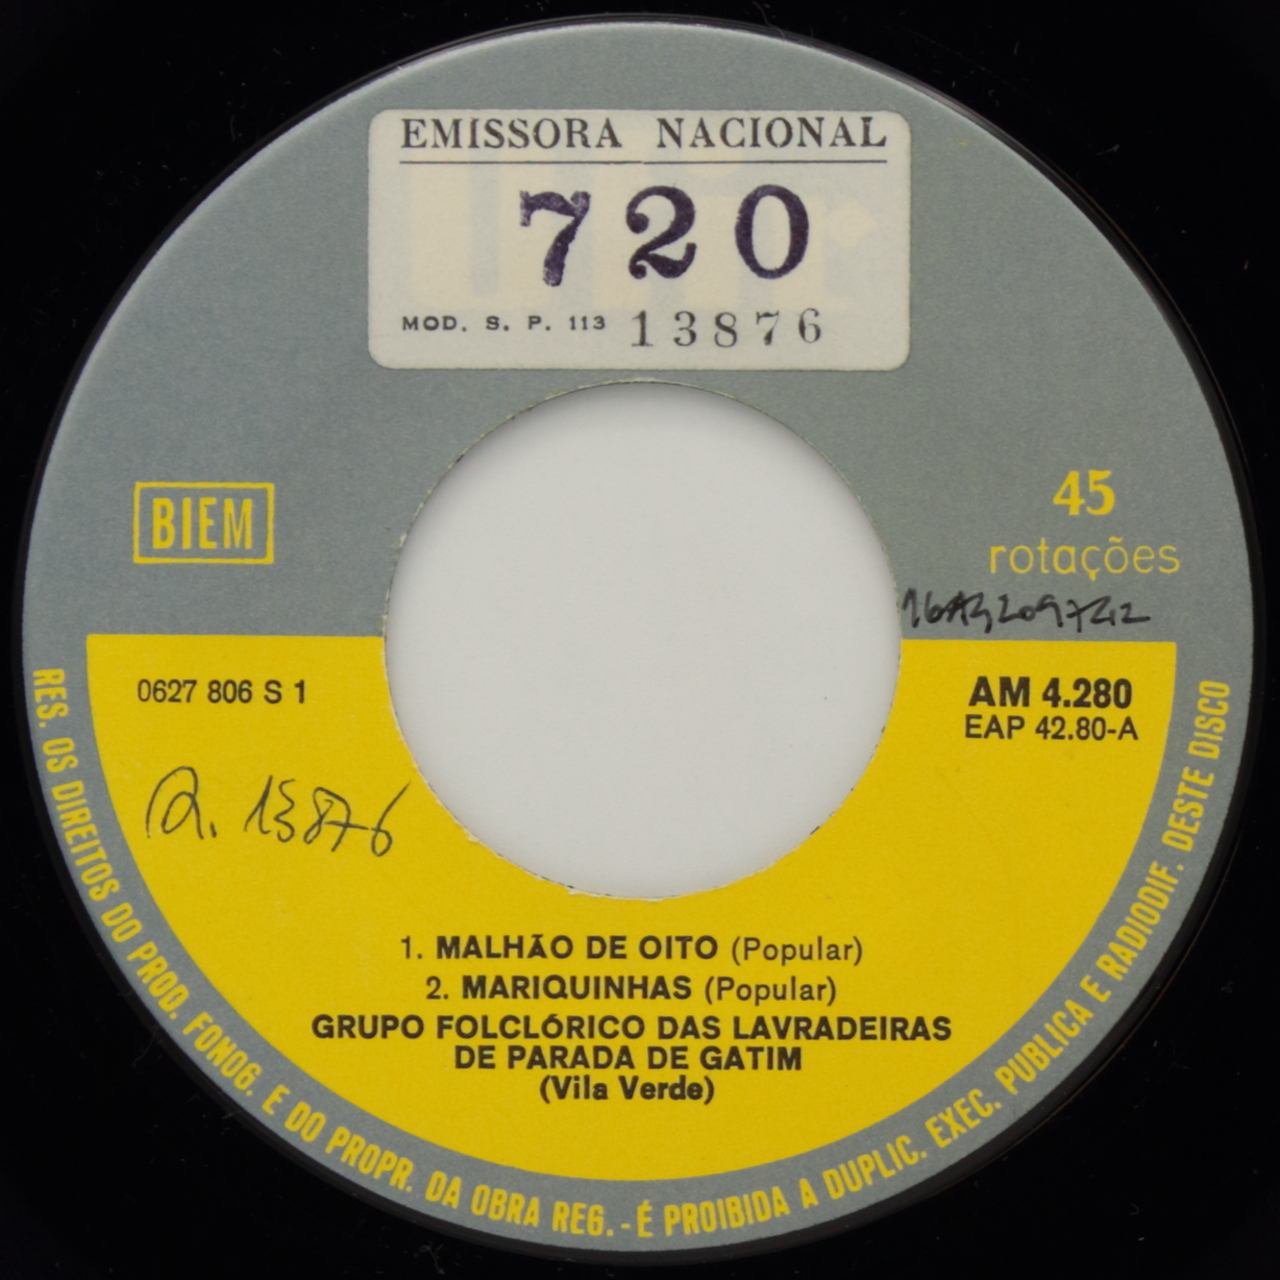 EMISSORA NACIONAL
720
MOD. S. P. 113 13876
BIEM
45
rotações
0627 806 S 1
AM 4.280
EAP 42.80-A
R. 13876
1. MALHÃO DE OITO (Popular)
2. MARIQUINHAS (Popular)
GRUPO FOLCLÓRICO DAS LAVRADEIRAS
DE PARADA DE GATIM
(Vila Verde)
RES. OS DIREITOS DO PROD. FONOG. E DO PROPR. DA OBRA REG. - É PROIBIDA A DUPLIC. EXEC. PUBLICA E RADIODIF. DESTE DISCO